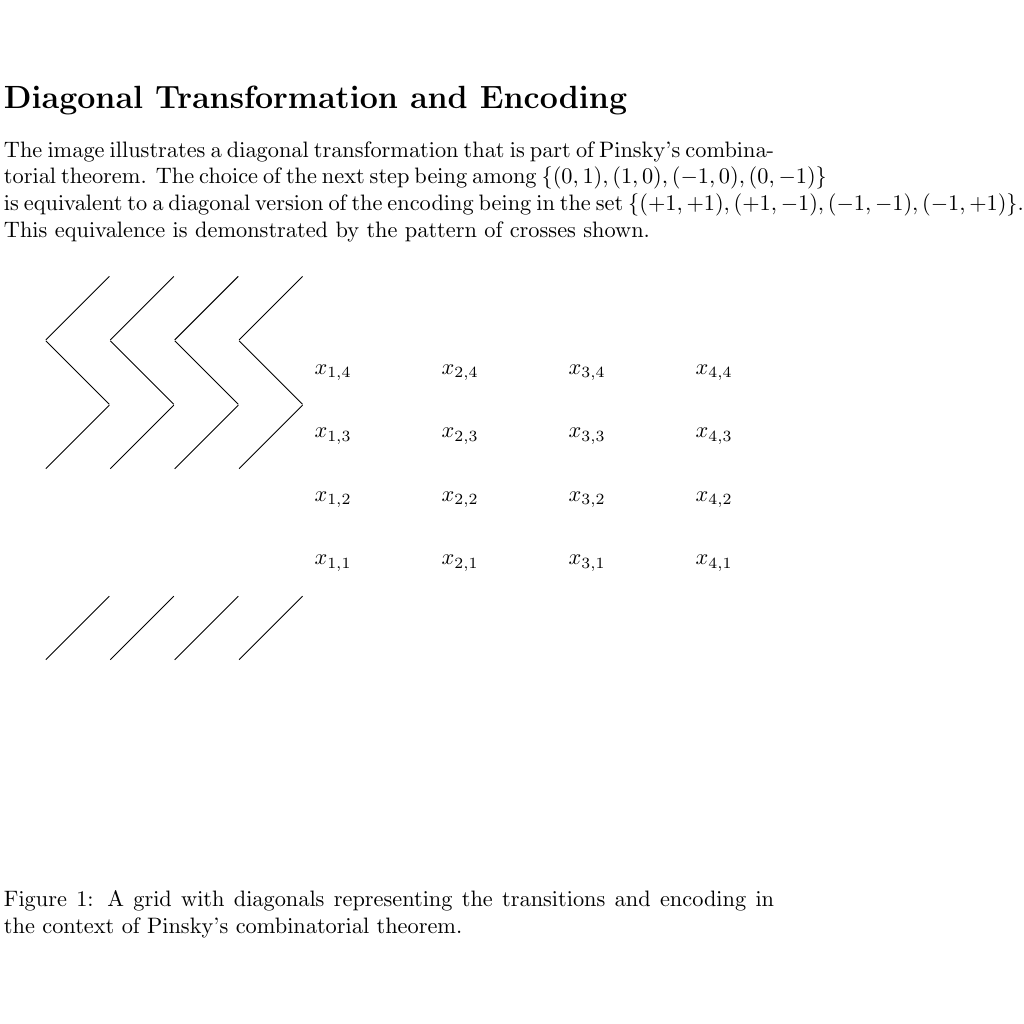 Diagonal Transformation and Encoding
The image illustrates a diagonal transformation that is part of Pinsky's combina-
torial theorem. The choice of the next step being among {(0, 1), (1, 0), (−1, 0), (0, −1)}
is equivalent to a diagonal version of the encoding being in the set {(+1, +1), (+1, −1), (−1, −1), (−1, +1)}.
This equivalence is demonstrated by the pattern of crosses shown.
x_{1,4} x_{2,4} x_{3,4} x_{4,4}
x_{1,3} x_{2,3} x_{3,3} x_{4,3}
x_{1,2} x_{2,2} x_{3,2} x_{4,2}
x_{1,1} x_{2,1} x_{3,1} x_{4,1}
Figure 1: A grid with diagonals representing the transitions and encoding in
the context of Pinsky's combinatorial theorem.